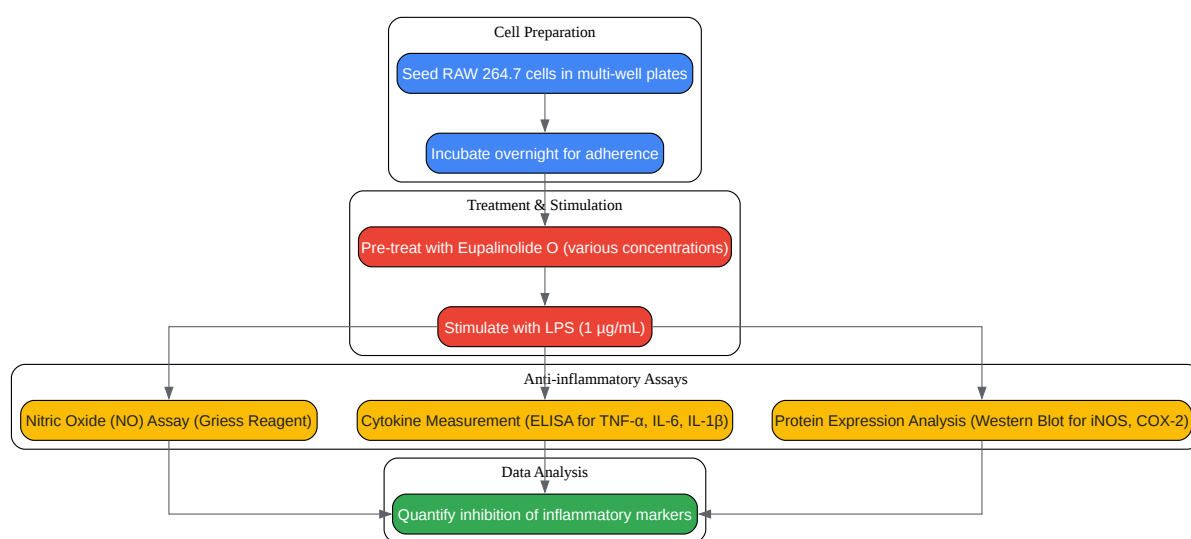 Cell Preparation
Seed RAW 264.7 cells in multi-well plates
Incubate overnight for adherence
Treatment & Stimulation
Pre-treat with Eupalinolide O (various concentrations)
Stimulate with LPS (1 µg/mL)
Anti-inflammatory Assays
Nitric Oxide (NO) Assay (Griess Reagent)
Cytokine Measurement (ELISA for TNF-α, IL-6, IL-1β)
Protein Expression Analysis (Western Blot for iNOS, COX-2)
Data Analysis
Quantify inhibition of inflammatory markers